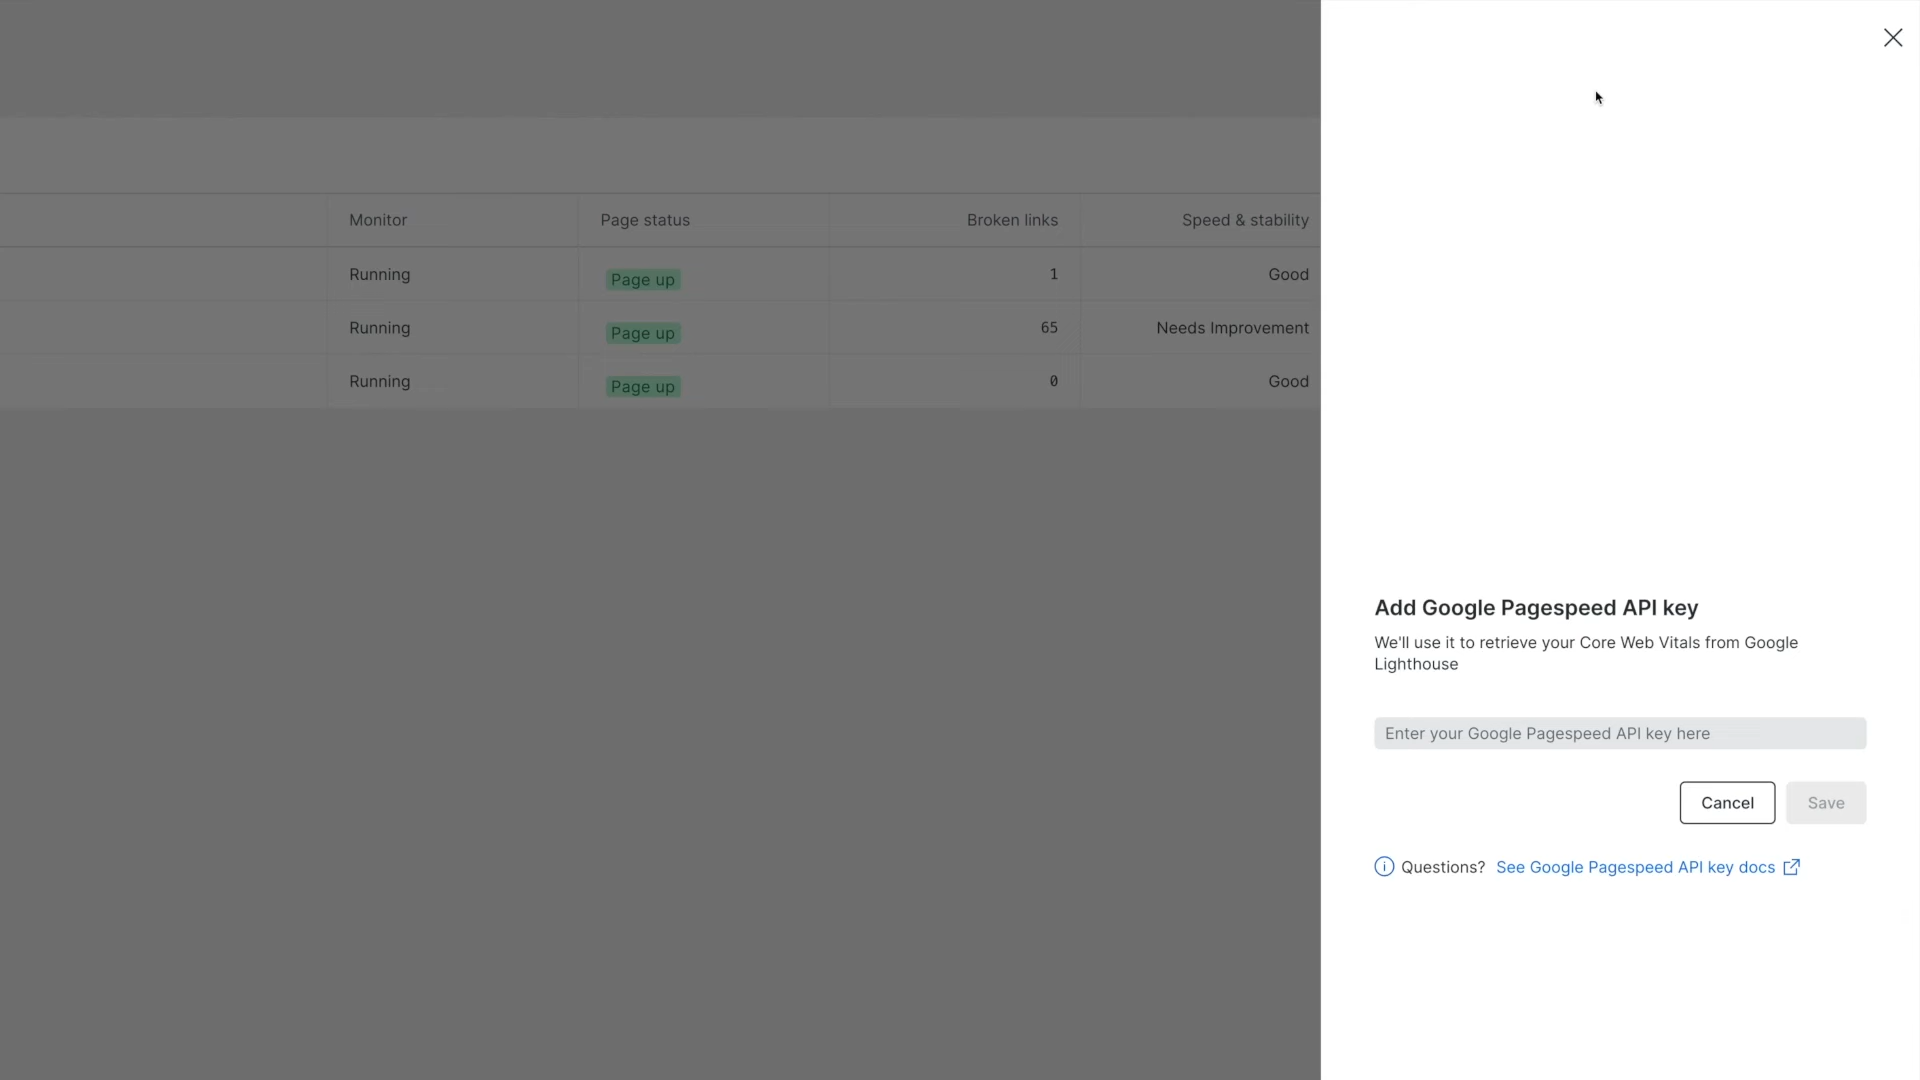 Monitor Page status Broken links Speed & stability
Running Page up 1 Good
Running Page up 65 Needs Improvement
Running Page up 0 Good
Add Google Pagespeed API key
We'll use it to retrieve your Core Web Vitals from Google
Lighthouse
Enter your Google Pagespeed API key here
Cancel Save
Questions? See Google Pagespeed API key docs